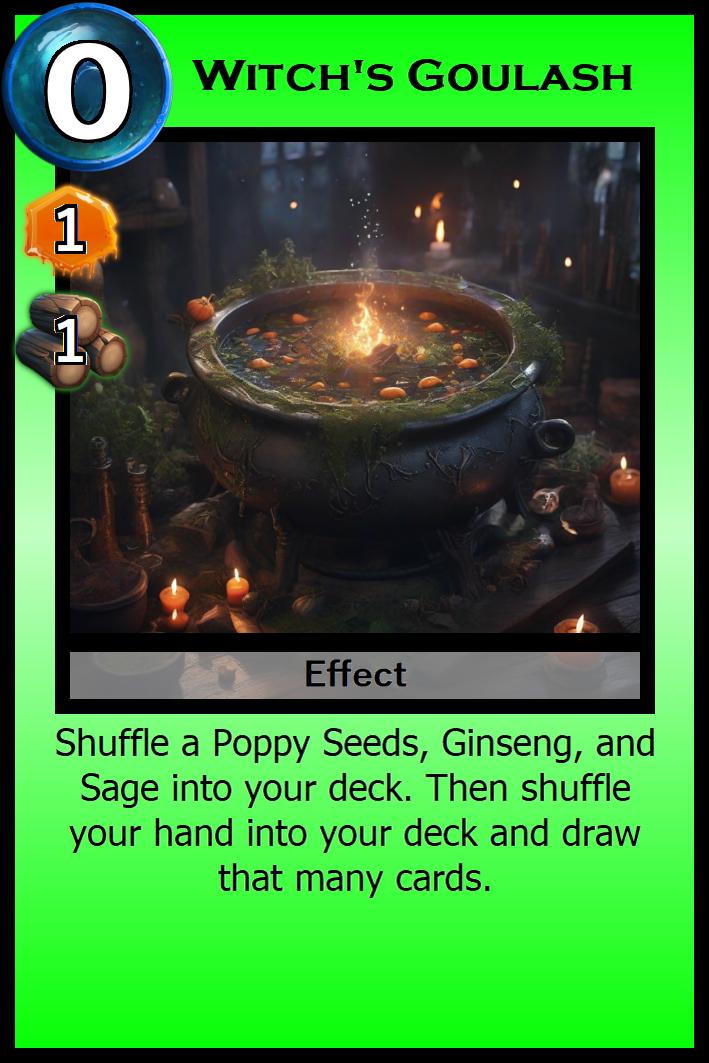 0
Witch's Goulash
1
1
Effect
Shuffle a Poppy Seeds, Ginseng, and
Sage into your deck. Then shuffle
your hand into your deck and draw
that many cards.